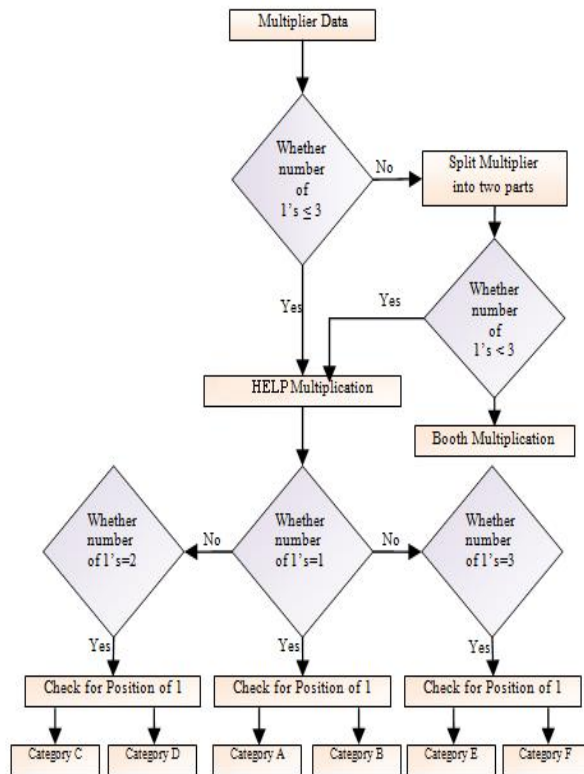 Multiplier Data
Whether
number
of
1's ≤ 3
No
Split Multiplier
into two parts
Yes
Yes
Whether
number
of
1's < 3
HELP Multiplication
Booth Multiplication
Whether
number
of 1's=2
No
Whether
number
of 1's=1
No
Whether
number
of 1's=3
Yes
Yes
Yes
Check for Position of 1
Check for Position of 1
Check for Position of 1
Category C
Category D
Category A
Category B
Category E
Category F